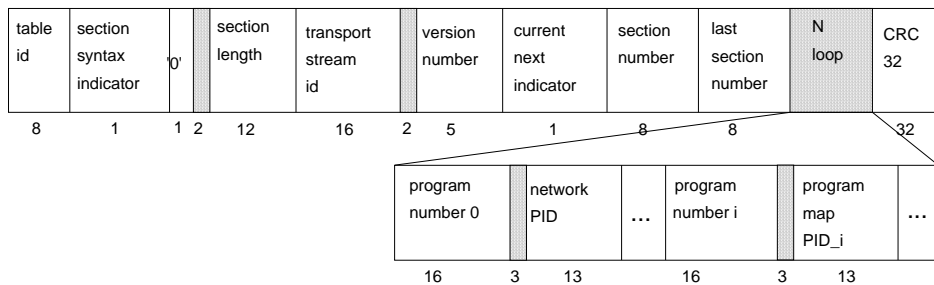 table
id
section
syntax
indicator
'0'
section
length
transport
stream
id
version
number
current
next
indicator
section
number
last
section
number
N
loop
CRC
32
8
1
1
2
12
16
2
5
1
8
8
32
program
number 0
network
PID
...
program
number i
program
map
PID_i
...
16
3
13
16
3
13